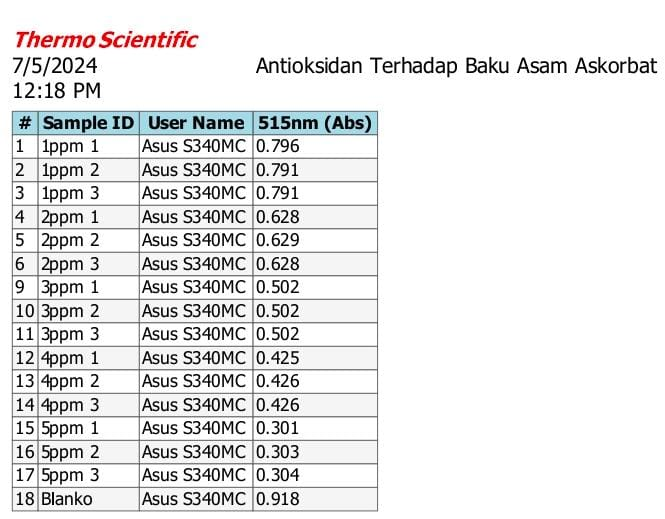 Thermo Scientific
7/5/2024 Antioksidan Terhadap Baku Asam Askorbat
12:18 PM
# Sample ID User Name 515nm (Abs)
1 1ppm 1 Asus S340MC 0.796
2 1ppm 2 Asus S340MC 0.791
3 1ppm 3 Asus S340MC 0.791
4 2ppm 1 Asus S340MC 0.628
5 2ppm 2 Asus S340MC 0.629
6 2ppm 3 Asus S340MC 0.628
9 3ppm 1 Asus S340MC 0.502
10 3ppm 2 Asus S340MC 0.502
11 3ppm 3 Asus S340MC 0.502
12 4ppm 1 Asus S340MC 0.425
13 4ppm 2 Asus S340MC 0.426
14 4ppm 3 Asus S340MC 0.426
15 5ppm 1 Asus S340MC 0.301
16 5ppm 2 Asus S340MC 0.303
17 5ppm 3 Asus S340MC 0.304
18 Blanko Asus S340MC 0.918